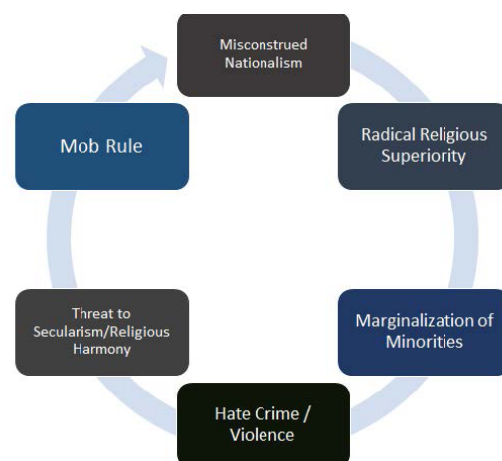 Misconstrued
Nationalism
Radical Religious
Superiority
Marginalization of
Minorities
Hate Crime /
Violence
Threat to
Secularism/Religious
Harmony
Mob Rule